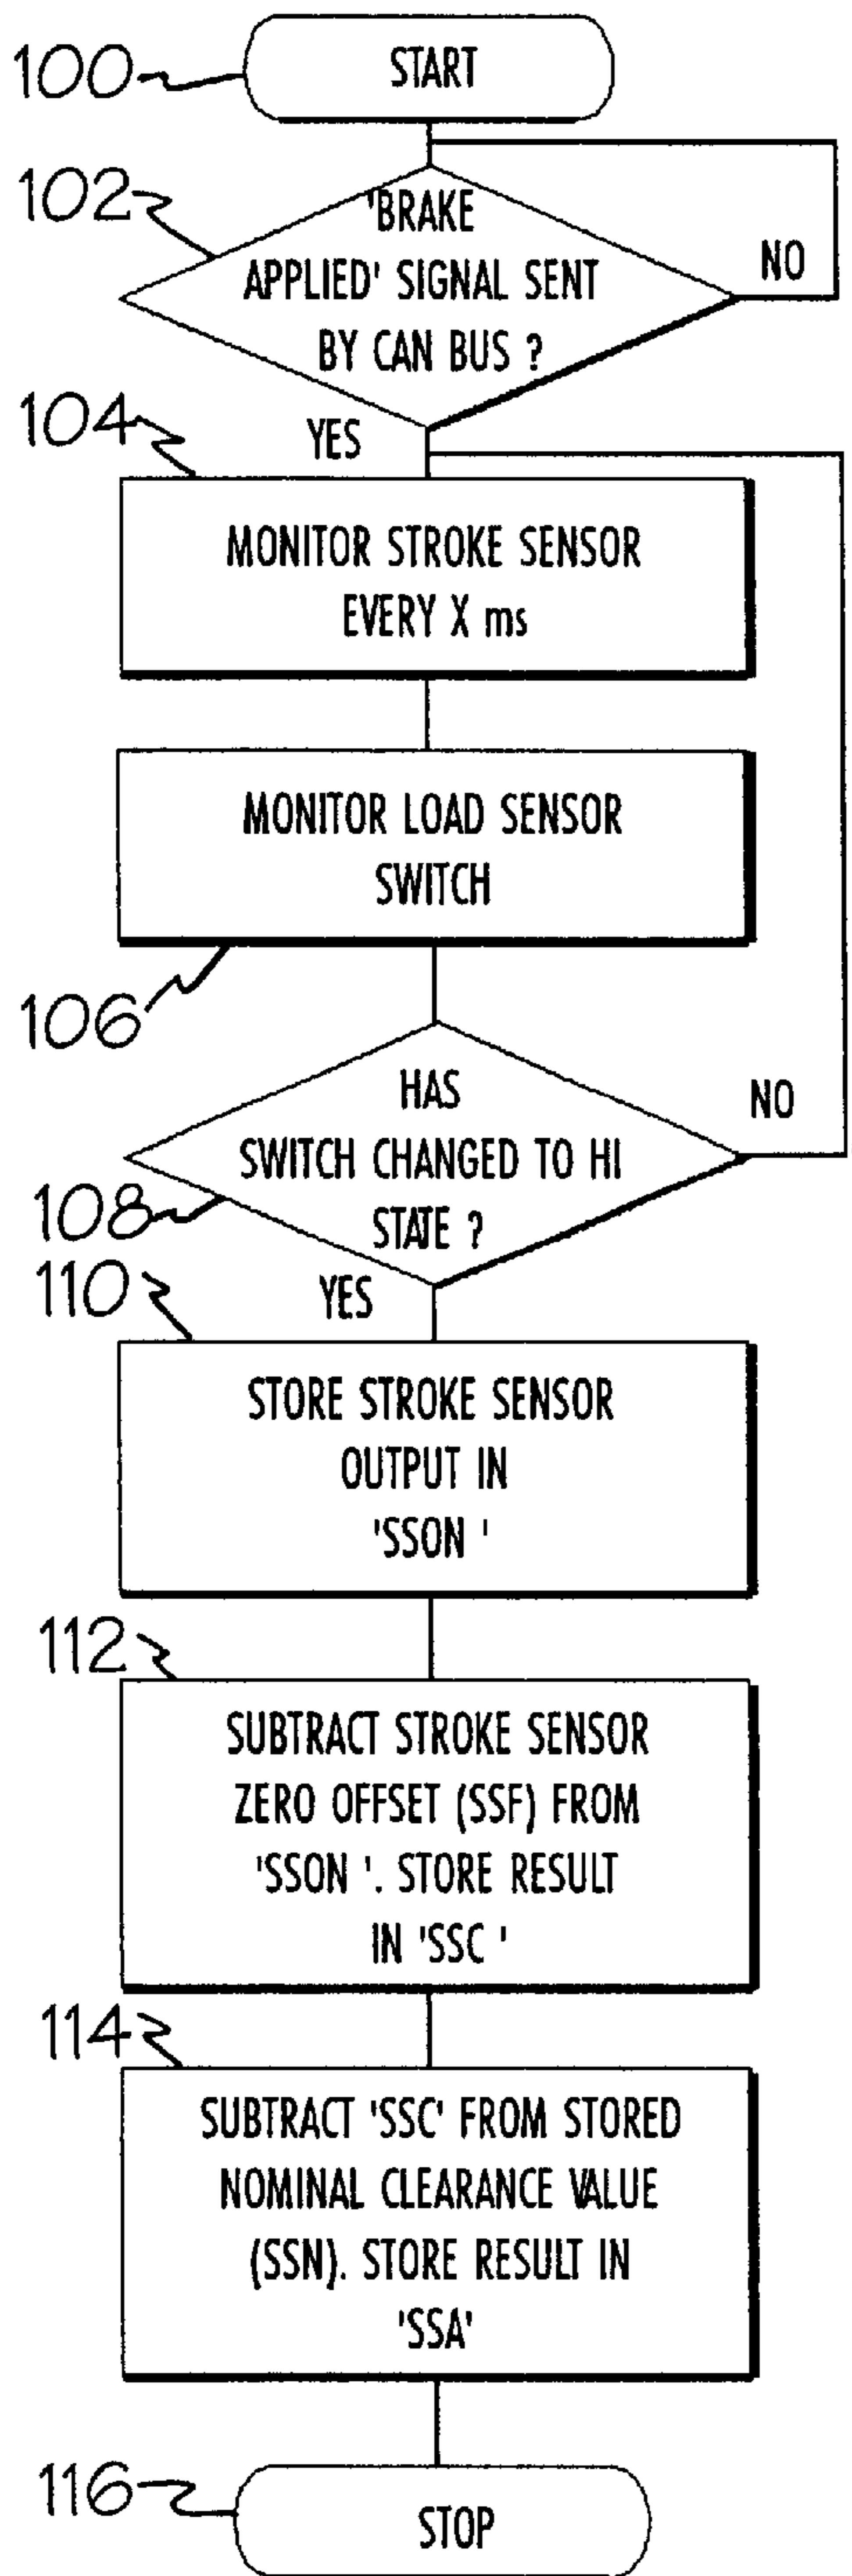 100
START
102
'BRAKE
APPLIED' SIGNAL SENT
BY CAN BUS ?
NO
YES
104
MONITOR STROKE SENSOR
EVERY X ms
MONITOR LOAD SENSOR
SWITCH
106
HAS
SWITCH CHANGED TO HI
STATE ?
NO
108
YES
110
STORE STROKE SENSOR
OUTPUT IN
'SSON '
112
SUBTRACT STROKE SENSOR
ZERO OFFSET (SSF) FROM
'SSON '. STORE RESULT
IN 'SSC '
114
SUBTRACT 'SSC' FROM STORED
NOMINAL CLEARANCE VALUE
(SSN). STORE RESULT IN
'SSA'
116
STOP